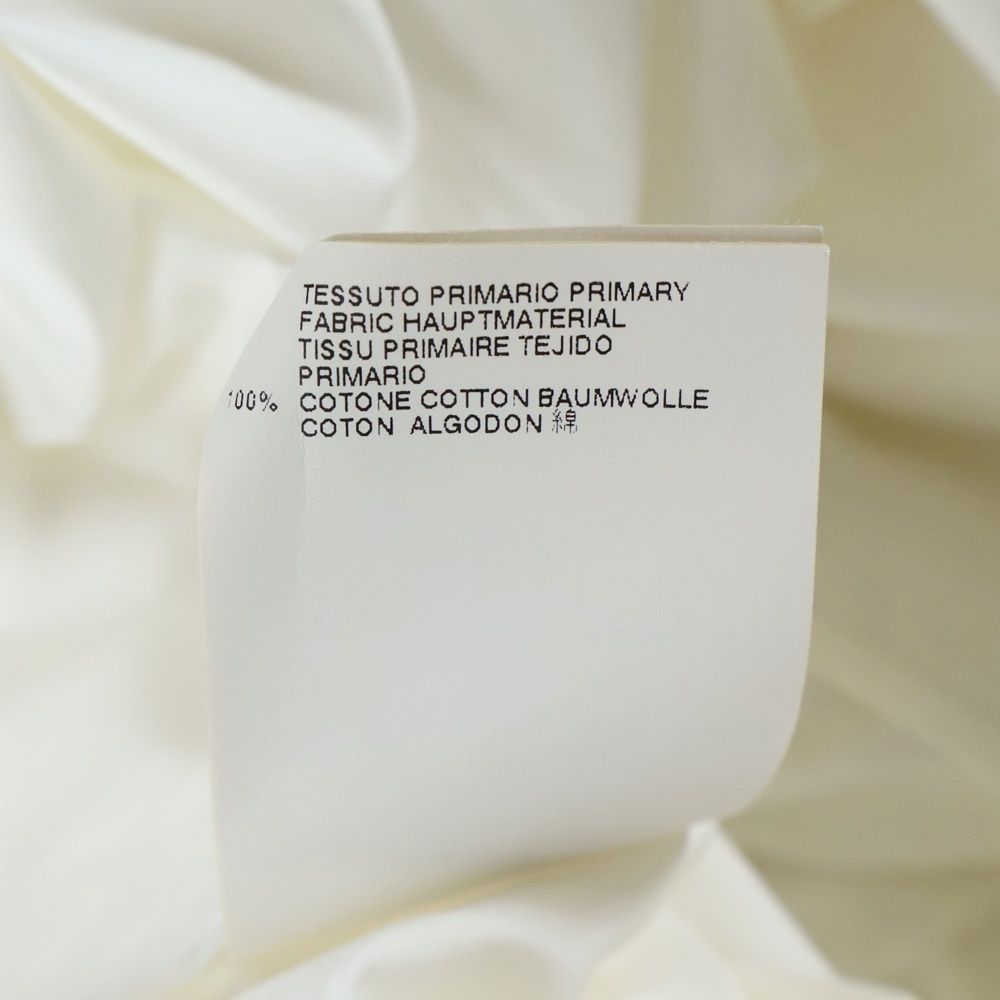 TESSUTO PRIMARIO PRIMARY
FABRIC HAUPTMATERIAL
TISSU PRIMAIRE TEJIDO
PRIMARIO
100% COTONE COTTON BAUMWOLLE
COTON ALGODON 綿